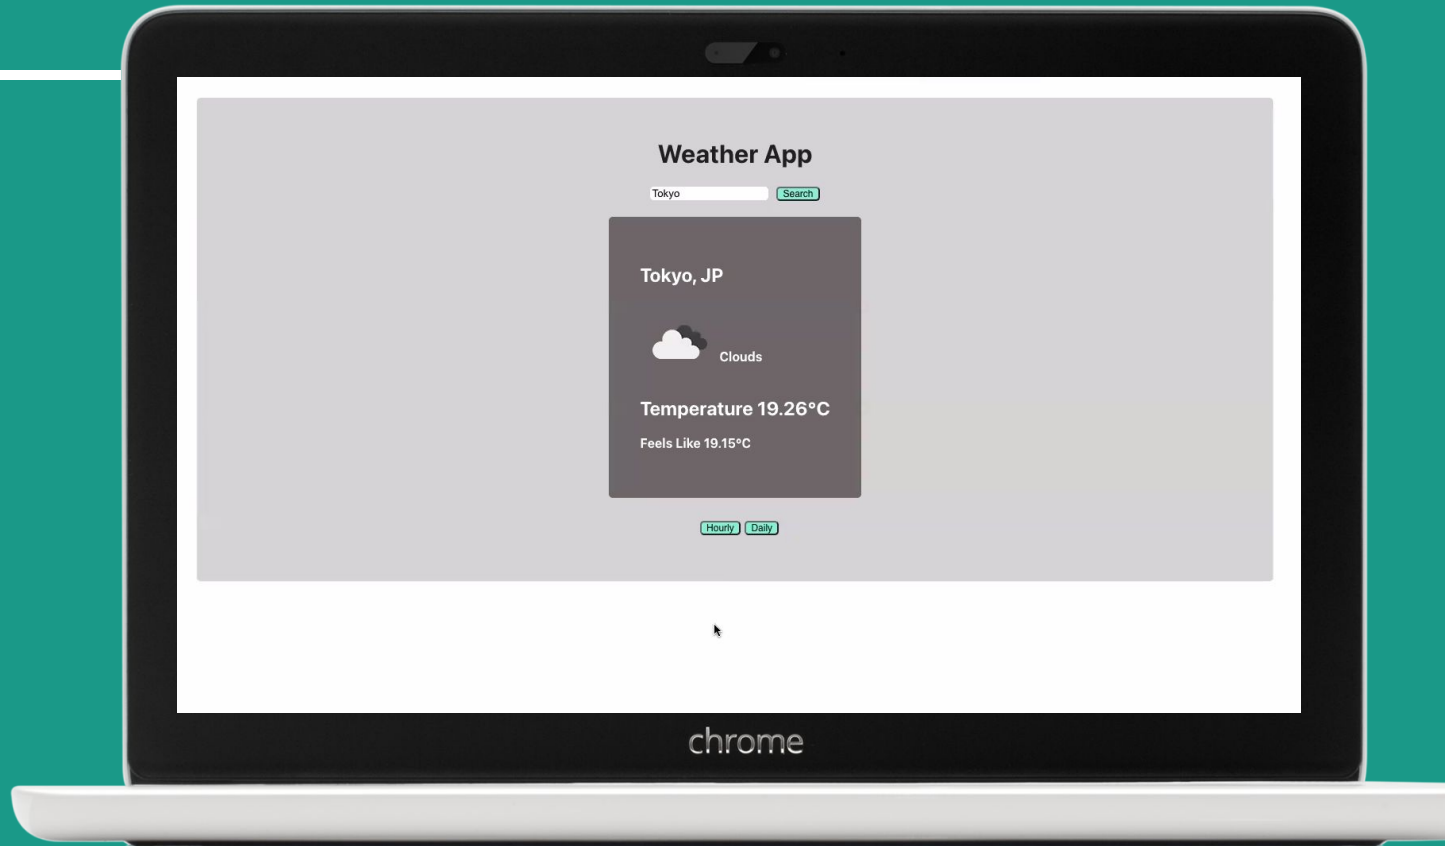 Weather App
Tokyo Search
Tokyo, JP
Clouds
Temperature 19.26°C
Feels Like 19.15°C
Hourly Daily
chrome